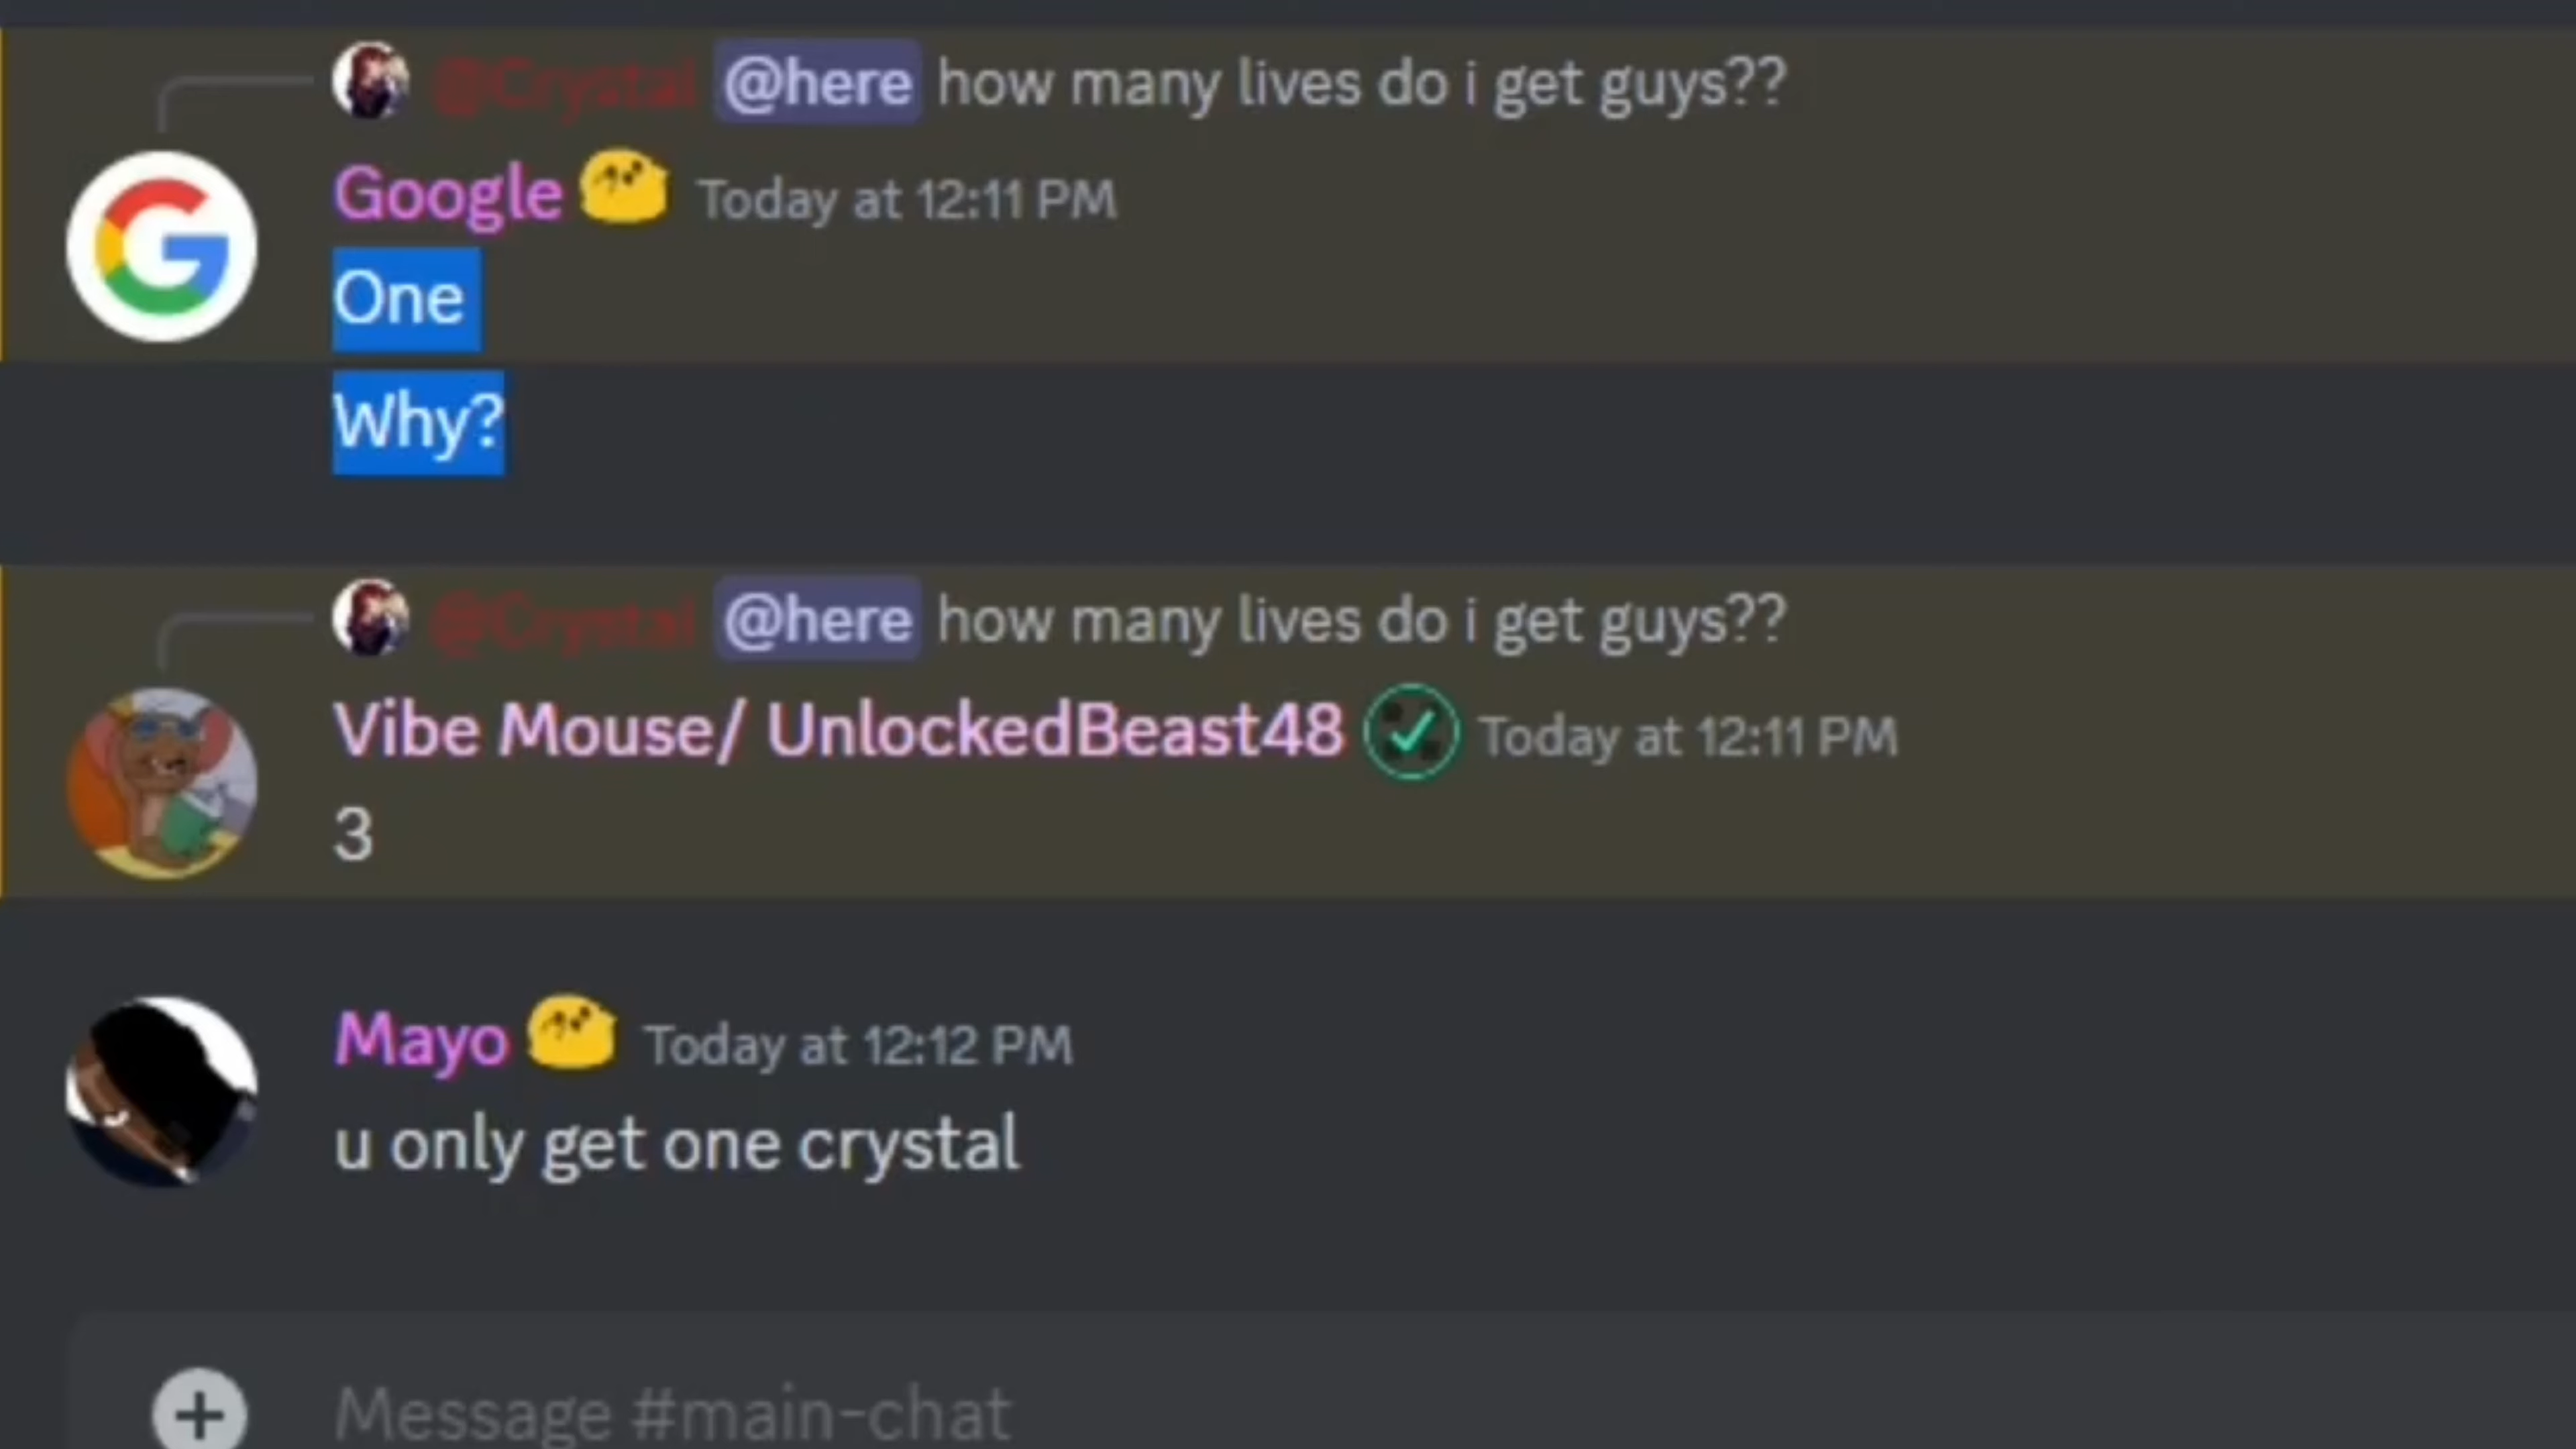 @Crystal @here how many lives do i get guys??
Google Today at 12:11 PM
One
Why?
@Crystal @here how many lives do i get guys??
Vibe Mouse/ UnlockedBeast48 Today at 12:11 PM
3
Mayo Today at 12:12 PM
u only get one crystal
Message #main-chat